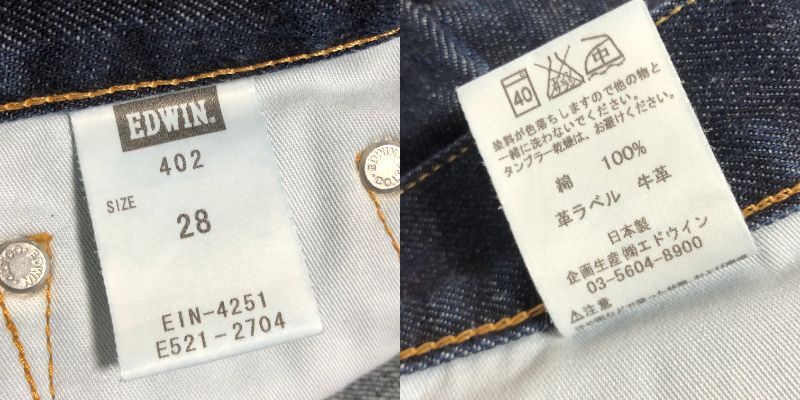 EDWIN.
402
SIZE
28
EIN-4251
E521-2704
EDWIN
40
中
染料が色落ちしますので他の物と
一緒に洗わないでください。
タンブラー乾燥は、お避けください。
綿 100%
革ラベル 牛革
日本製
企画生産㈱エドウイン
03-5604-8900
⚠注意